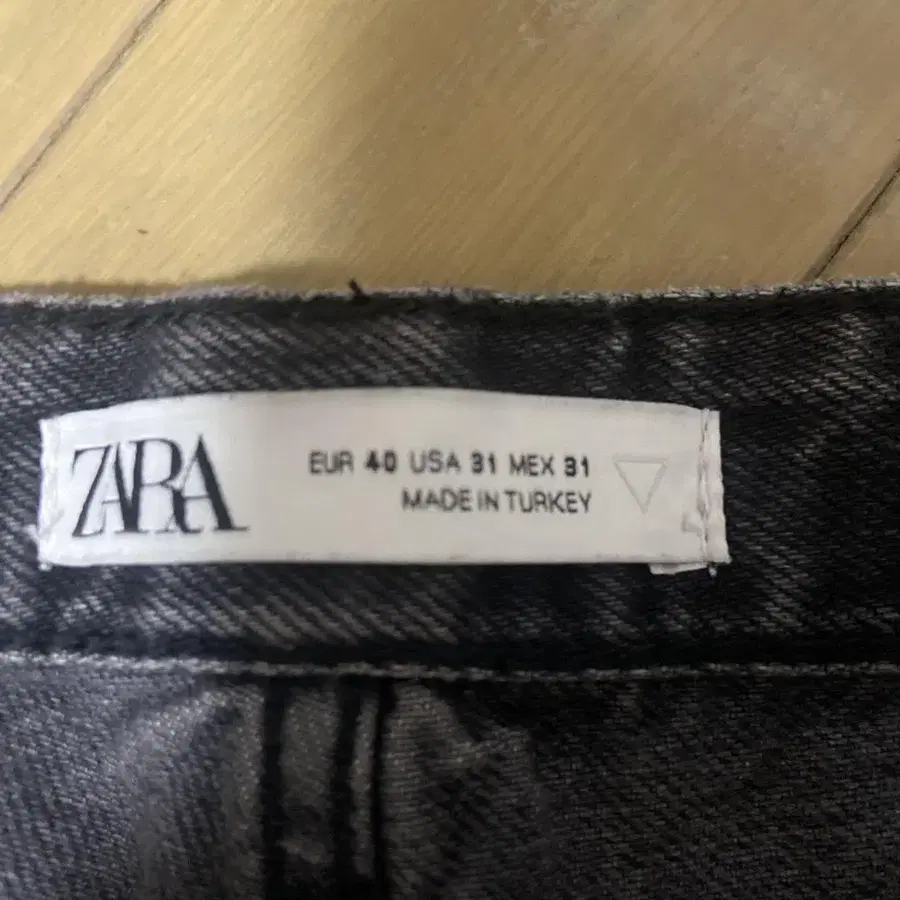 ZARA
EUR 40 USA 31 MEX 31
MADE IN TURKEY